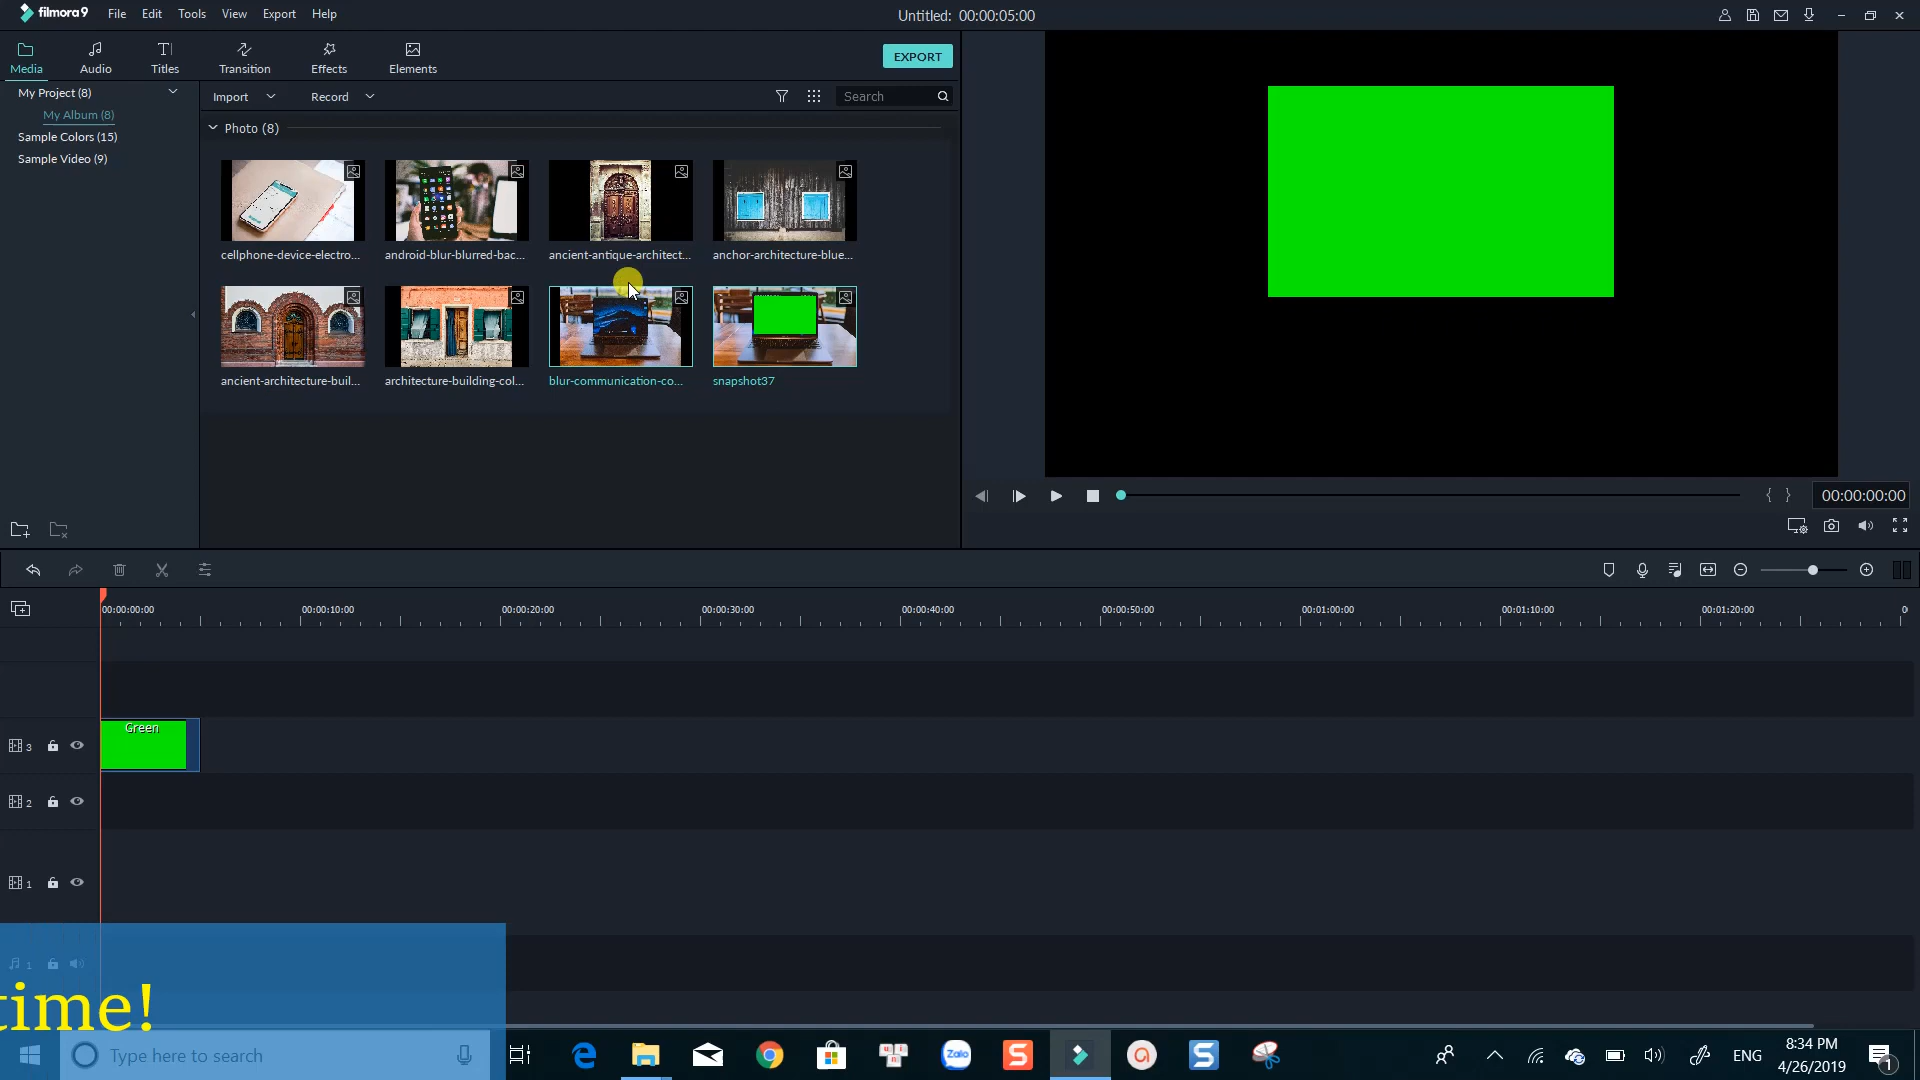 filmora9 File Edit Tools View Export Help
Untitled: 00:00:05:00
Media Audio Titles Transition Effects Elements
EXPORT
My Project (8)
My Album (8)
Sample Colors (15)
Sample Video (9)
Import Record Search
Photo (8)
cellphone-device-electro... android-blur-blurred-bac... ancient-antique-architect... anchor-architecture-blue...
ancient-architecture-buil... architecture-building-col... blur-communication-co... snapshot37
{ } 00:00:00:00
00:00:00:00 00:00:10:00 00:00:20:00 00:00:30:00 00:00:40:00 00:00:50:00 00:01:00:00 00:01:10:00 00:01:20:00
Green
3
2
1
1
time!
Type here to search
Zalo
ENG
8:34 PM
4/26/2019
1